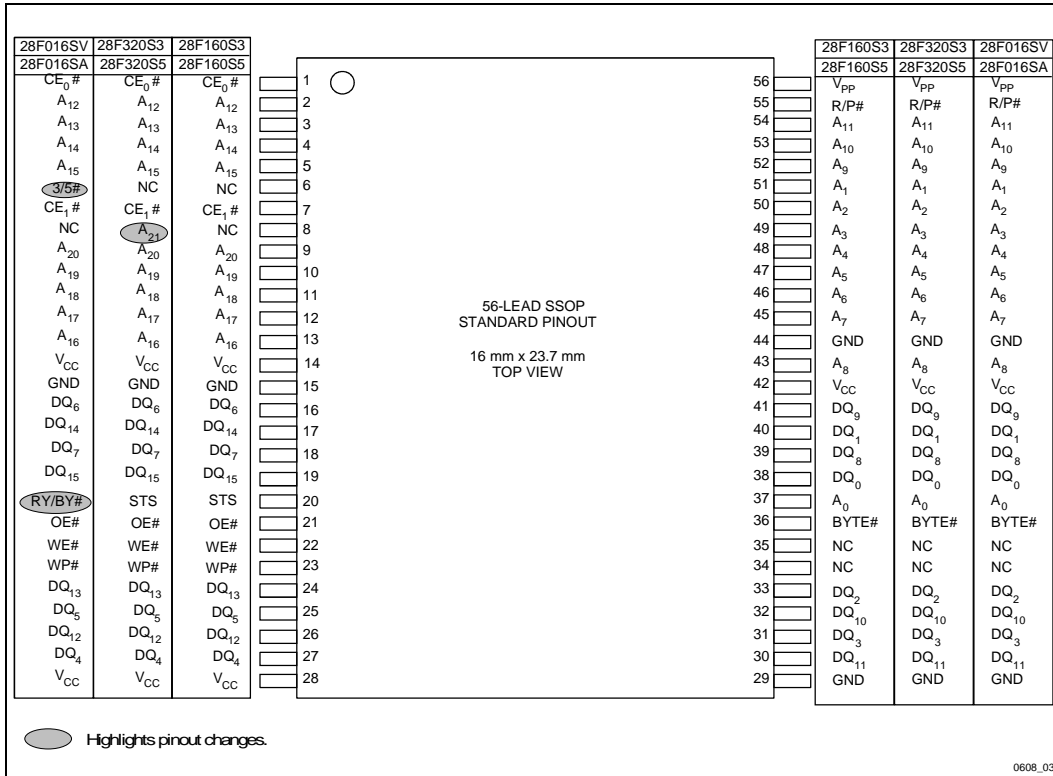 28F016SV 28F320S3 28F160S3 28F160S3 28F320S3 28F016SV
28F016SA 28F320S5 28F160S5 28F160S5 28F320S5 28F016SA
CE0# CE0# CE0# 1 56 VPP VPP VPP
A12 A12 A12 2 55 R/P# R/P# R/P#
A13 A13 A13 3 54 A11 A11 A11
A14 A14 A14 4 53 A10 A10 A10
A15 A15 A15 5 52 A9 A9 A9
3/5# NC NC 6 51 A1 A1 A1
CE1# CE1# CE1# 7 50 A2 A2 A2
NC A21 NC 8 49 A3 A3 A3
A20 A20 A20 9 48 A4 A4 A4
A19 A19 A19 10 47 A5 A5 A5
A18 A18 A18 11 46 A6 A6 A6
A17 A17 A17 12 45 A7 A7 A7
A16 A16 A16 13 44 GND GND GND
VCC VCC VCC 14 43 A8 A8 A8
GND GND GND 15 42 VCC VCC VCC
DQ6 DQ6 DQ6 16 41 DQ9 DQ9 DQ9
DQ14 DQ14 DQ14 17 40 DQ1 DQ1 DQ1
DQ7 DQ7 DQ7 18 39 DQ8 DQ8 DQ8
DQ15 DQ15 DQ15 19 38 DQ0 DQ0 DQ0
RY/BY# STS STS 20 37 A0 A0 A0
OE# OE# OE# 21 36 BYTE# BYTE# BYTE#
WE# WE# WE# 22 35 NC NC NC
WP# WP# WP# 23 34 NC NC NC
DQ13 DQ13 DQ13 24 33 DQ2 DQ2 DQ2
DQ5 DQ5 DQ5 25 32 DQ10 DQ10 DQ10
DQ12 DQ12 DQ12 26 31 DQ3 DQ3 DQ3
DQ4 DQ4 DQ4 27 30 DQ11 DQ11 DQ11
VCC VCC VCC 28 29 GND GND GND
56-LEAD SSOP
STANDARD PINOUT
16 mm x 23.7 mm
TOP VIEW
Highlights pinout changes.
0608_03